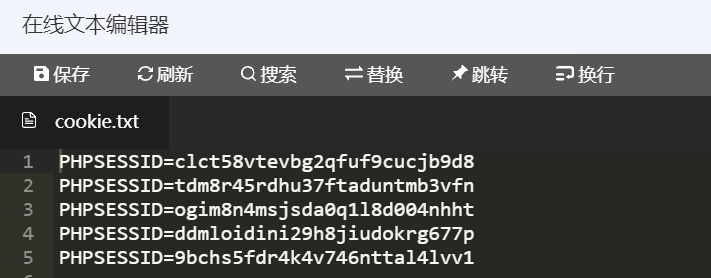 在线文本编辑器
保存 刷新 搜索 替换 跳转 换行
cookie.txt
1 PHPSESSID=clct58vtevbg2qfuf9cucjb9d8
2 PHPSESSID=tdm8r45rdhu37ftaduntmb3vfn
3 PHPSESSID=ogim8n4msjsda0q1l8d004nhht
4 PHPSESSID=ddmloidini29h8jiudokrg677p
5 PHPSESSID=9bchs5fdr4k4v746nttal4lvv1